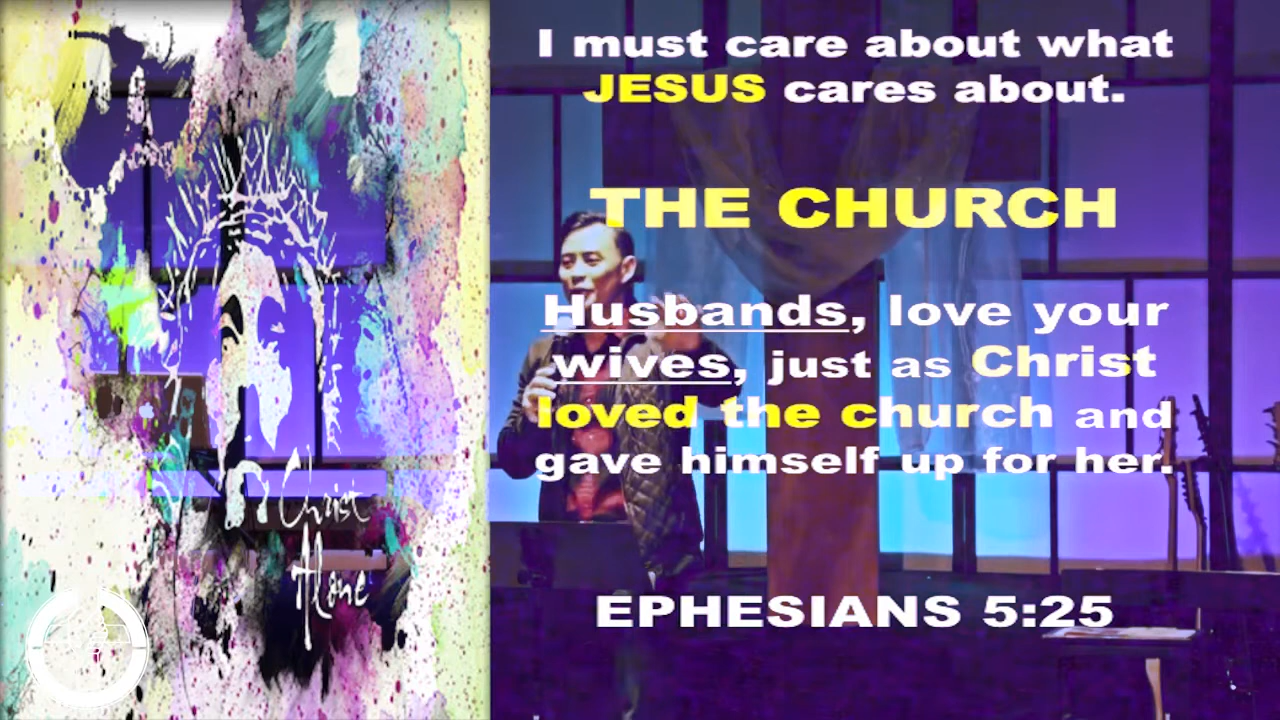 I must care about what
JESUS cares about.
THE CHURCH
Husbands, love your
wives, just as Christ
loved the church and
gave himself up for her.
EPHESIANS 5:25
Christ
Alone